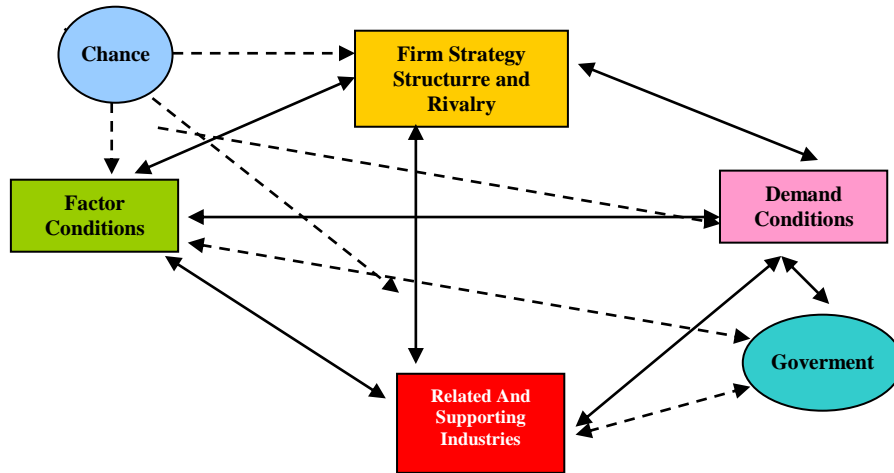 Chance
Firm Strategy
Structurre and
Rivalry
Factor
Conditions
Demand
Conditions
Goverment
Related And
Supporting
Industries